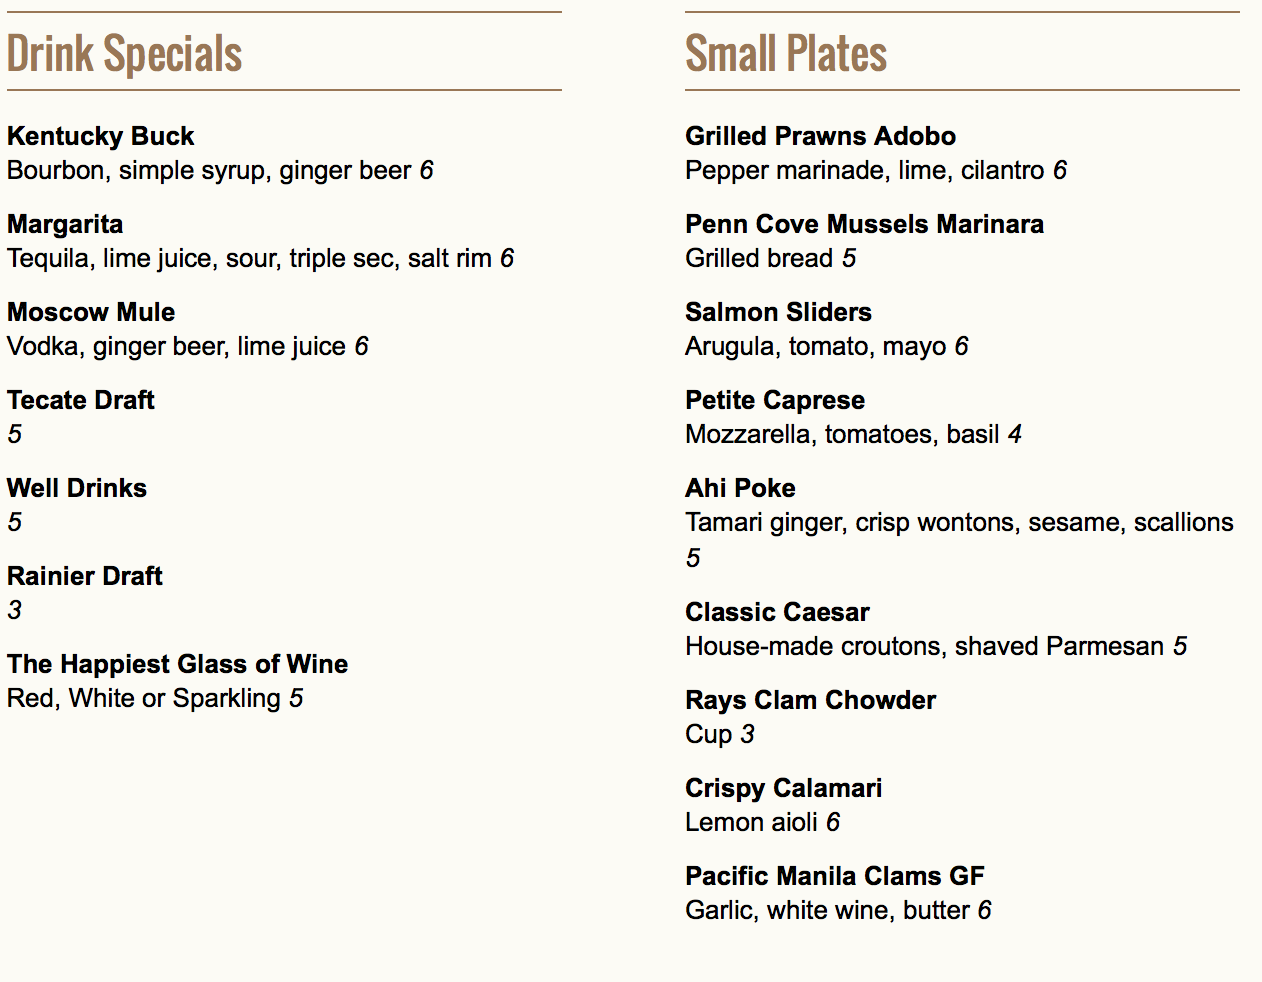 Drink Specials
Kentucky Buck
Bourbon, simple syrup, ginger beer 6
Margarita
Tequila, lime juice, sour, triple sec, salt rim 6
Moscow Mule
Vodka, ginger beer, lime juice 6
Tecate Draft
5
Well Drinks
5
Rainier Draft
3
The Happiest Glass of Wine
Red, White or Sparkling 5
Small Plates
Grilled Prawns Adobo
Pepper marinade, lime, cilantro 6
Penn Cove Mussels Marinara
Grilled bread 5
Salmon Sliders
Arugula, tomato, mayo 6
Petite Caprese
Mozzarella, tomatoes, basil 4
Ahi Poke
Tamari ginger, crisp wontons, sesame, scallions
5
Classic Caesar
House-made croutons, shaved Parmesan 5
Rays Clam Chowder
Cup 3
Crispy Calamari
Lemon aioli 6
Pacific Manila Clams GF
Garlic, white wine, butter 6